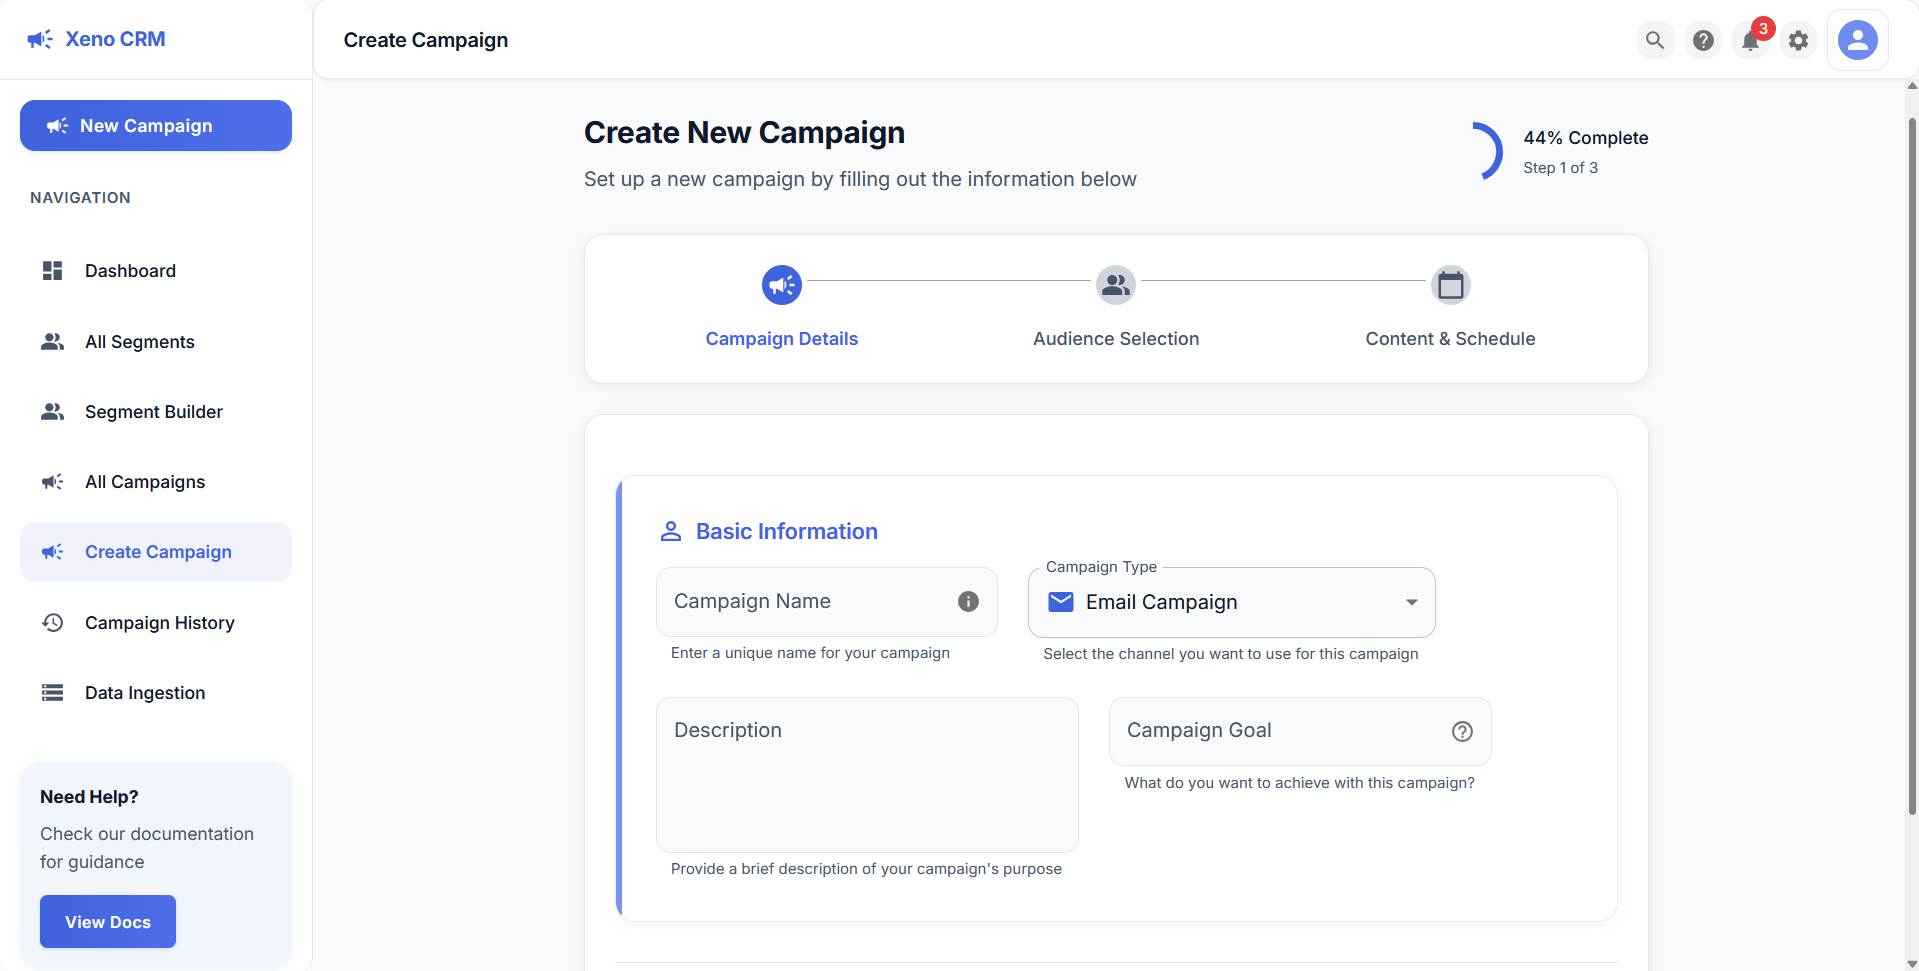 Xeno CRM
New Campaign
NAVIGATION
Dashboard
All Segments
Segment Builder
All Campaigns
Create Campaign
Campaign History
Data Ingestion
Need Help?
Check our documentation
for guidance
View Docs
Create Campaign
3
Create New Campaign
Set up a new campaign by filling out the information below
44% Complete
Step 1 of 3
Campaign Details
Audience Selection
Content & Schedule
Basic Information
Campaign Name
Enter a unique name for your campaign
Campaign Type
Email Campaign
Select the channel you want to use for this campaign
Description
Provide a brief description of your campaign's purpose
Campaign Goal
What do you want to achieve with this campaign?